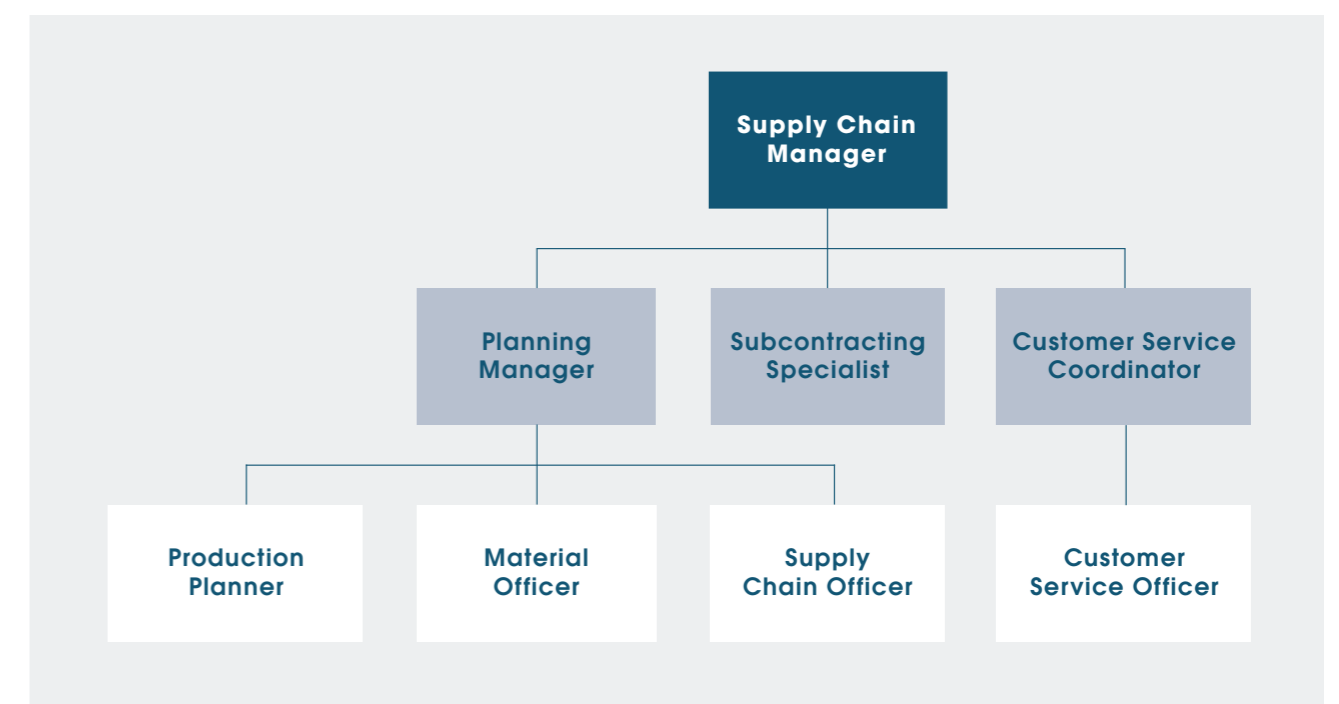 Supply Chain
Manager
Planning
Manager
Subcontracting
Specialist
Customer Service
Coordinator
Production
Planner
Material
Officer
Supply
Chain Officer
Customer
Service Officer